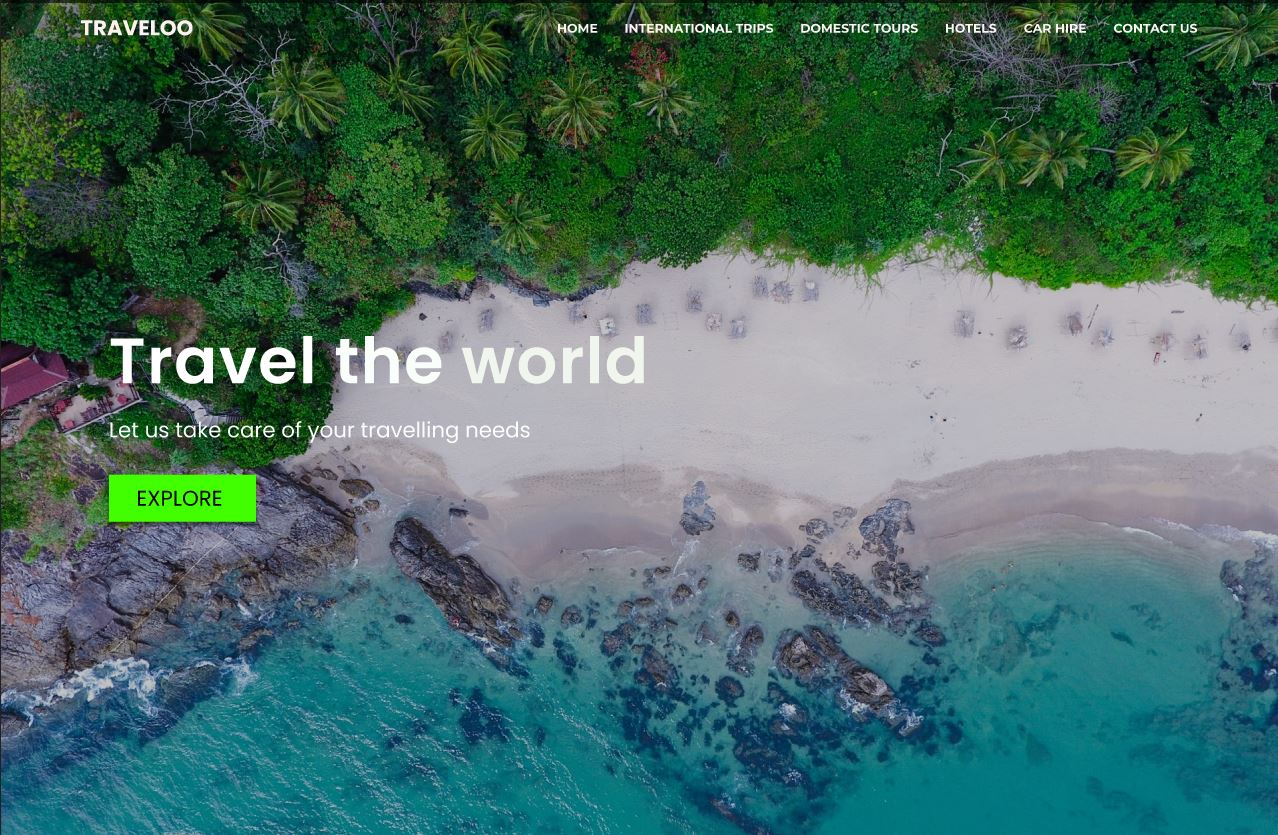 TRAVELOO
HOME INTERNATIONAL TRIPS DOMESTIC TOURS HOTELS CAR HIRE CONTACT US
Travel the world
Let us take care of your travelling needs
EXPLORE